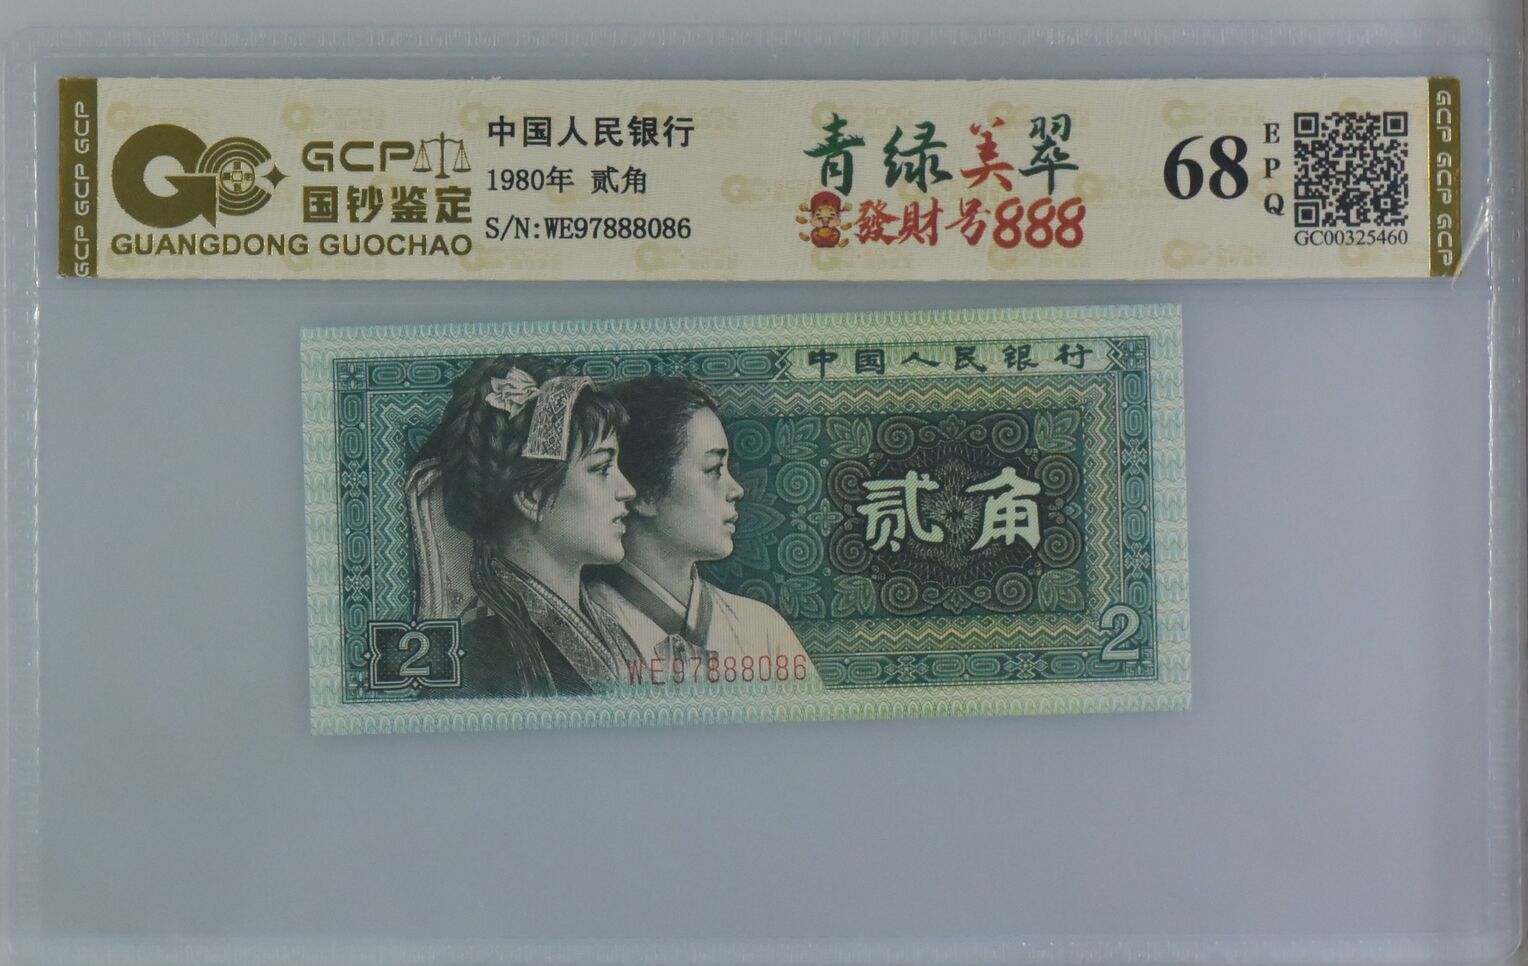 GCP GCP GCP
GCP
国钞鉴定
GUANGDONG GUOCHAO
中国人民银行
1980年 贰角
S/N:WE97888086
青绿美翠
發財号888
68
EPQ
GC00325460
GCP GCP GCP
中国人民银行
贰角
2
2
WE97888086